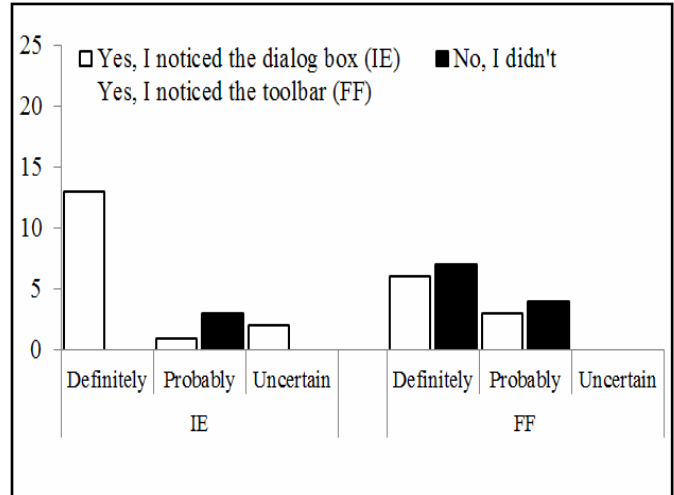 25
Yes, I noticed the dialog box (IE) No, I didn't
Yes, I noticed the toolbar (FF)
20
15
10
5
0
Definitely Probably Uncertain Definitely Probably Uncertain
IE FF